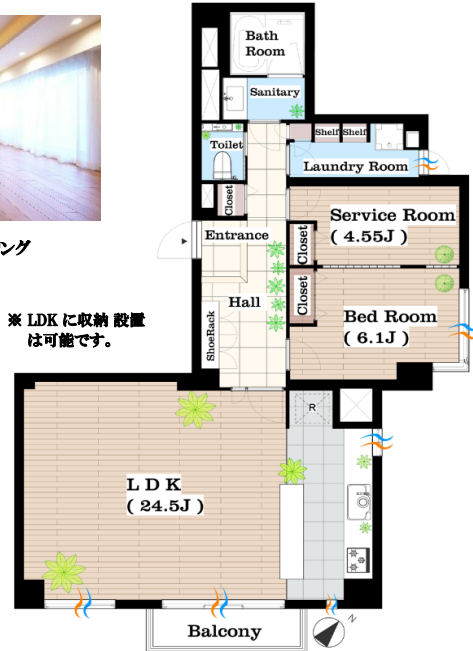 Bath
Room
Sanitary
Toilet
Shelf Shelf
Laundry Room
Closet
Service Room
( 4.55J )
Entrance
Closet
ング
Hall
Closet
Bed Room
( 6.1J )
※ LDK に収納 設置
は可能です。
ShoeRack
R
L D K
( 24.5J )
Balcony
N